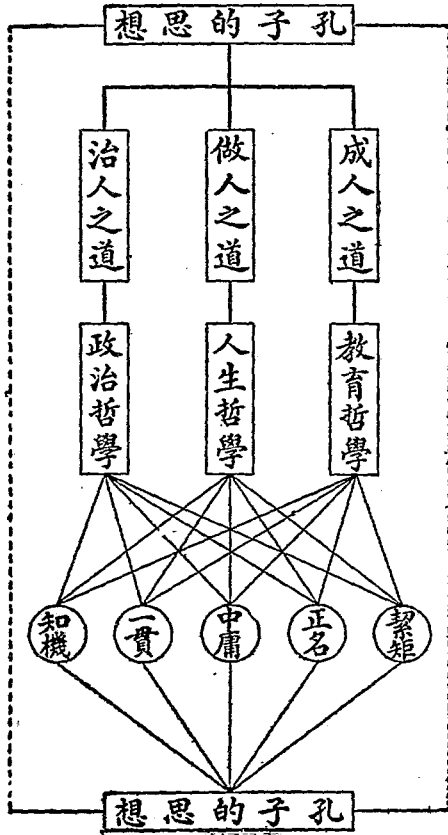 孔子的思想
成人之道
做人之道
治人之道
教育哲學
人生哲學
政治哲學
絜矩
正名
中庸
一貫
知機
孔子的思想